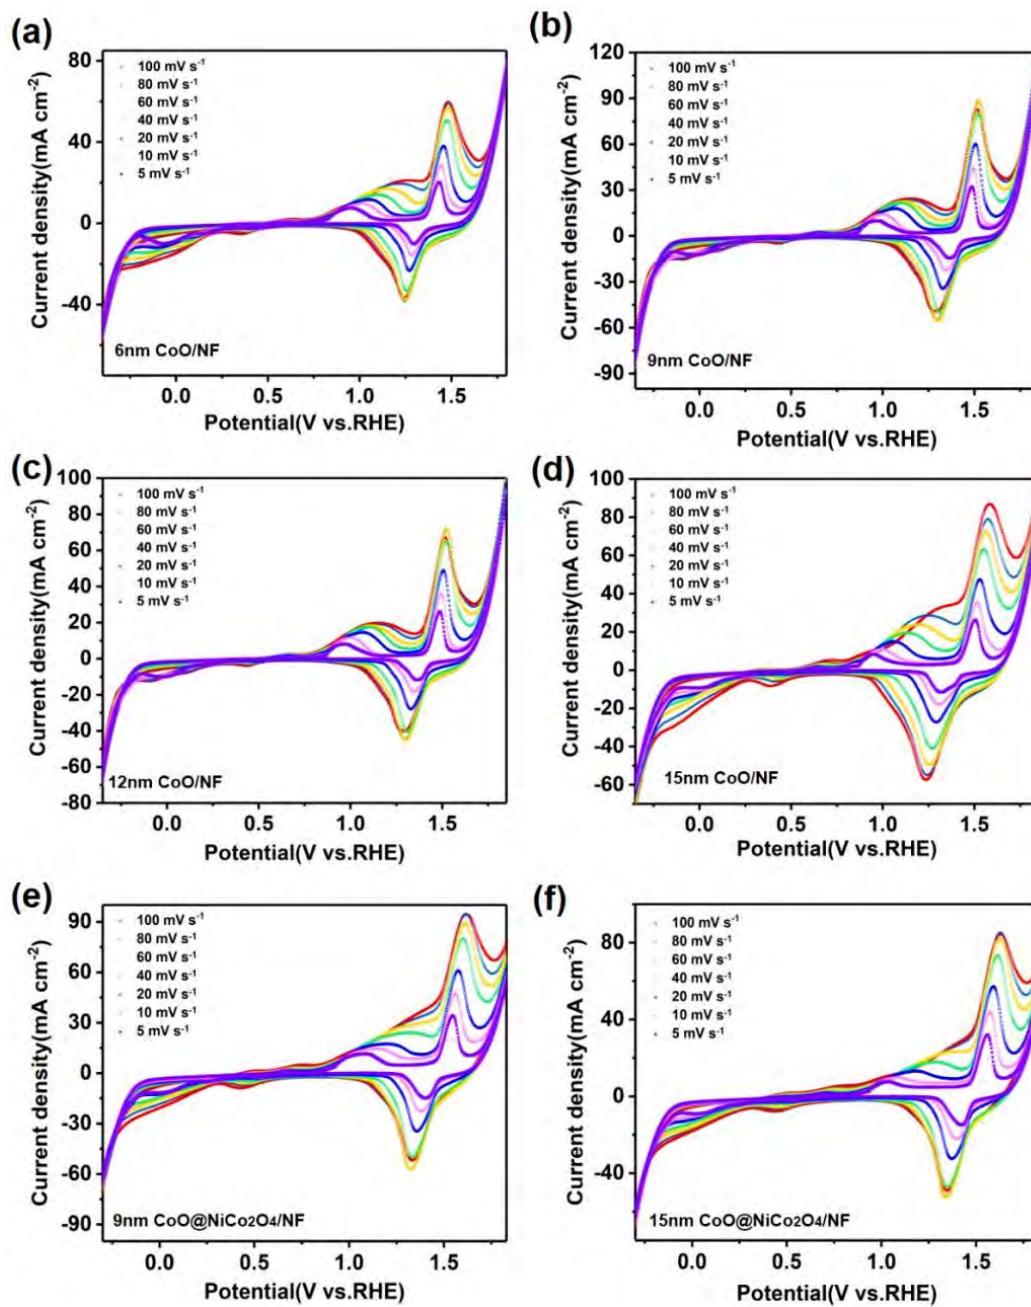 (a)
80
40
0
-40
100 mV s⁻¹
80 mV s⁻¹
60 mV s⁻¹
40 mV s⁻¹
20 mV s⁻¹
10 mV s⁻¹
5 mV s⁻¹
6nm CoO/NF
Current density(mA cm⁻²)
0.0 0.5 1.0 1.5
Potential(V vs.RHE)
(b)
120
90
60
30
0
-30
-60
-90
100 mV s⁻¹
80 mV s⁻¹
60 mV s⁻¹
40 mV s⁻¹
20 mV s⁻¹
10 mV s⁻¹
5 mV s⁻¹
9nm CoO/NF
Current density(mA cm⁻²)
0.0 0.5 1.0 1.5
Potential(V vs.RHE)
(c)
100
80
60
40
20
0
-20
-40
-60
-80
100 mV s⁻¹
80 mV s⁻¹
60 mV s⁻¹
40 mV s⁻¹
20 mV s⁻¹
10 mV s⁻¹
5 mV s⁻¹
12nm CoO/NF
Current density(mA cm⁻²)
0.0 0.5 1.0 1.5
Potential(V vs.RHE)
(d)
100
80
60
40
20
0
-20
-40
-60
100 mV s⁻¹
80 mV s⁻¹
60 mV s⁻¹
40 mV s⁻¹
20 mV s⁻¹
10 mV s⁻¹
5 mV s⁻¹
15nm CoO/NF
Current density(mA cm⁻²)
0.0 0.5 1.0 1.5
Potential(V vs.RHE)
(e)
90
60
30
0
-30
-60
-90
100 mV s⁻¹
80 mV s⁻¹
60 mV s⁻¹
40 mV s⁻¹
20 mV s⁻¹
10 mV s⁻¹
5 mV s⁻¹
9nm CoO@NiCo₂O₄/NF
Current density(mA cm⁻²)
0.0 0.5 1.0 1.5
Potential(V vs.RHE)
(f)
80
40
0
-40
100 mV s⁻¹
80 mV s⁻¹
60 mV s⁻¹
40 mV s⁻¹
20 mV s⁻¹
10 mV s⁻¹
5 mV s⁻¹
15nm CoO@NiCo₂O₄/NF
Current density(mA cm⁻²)
0.0 0.5 1.0 1.5
Potential(V vs.RHE)